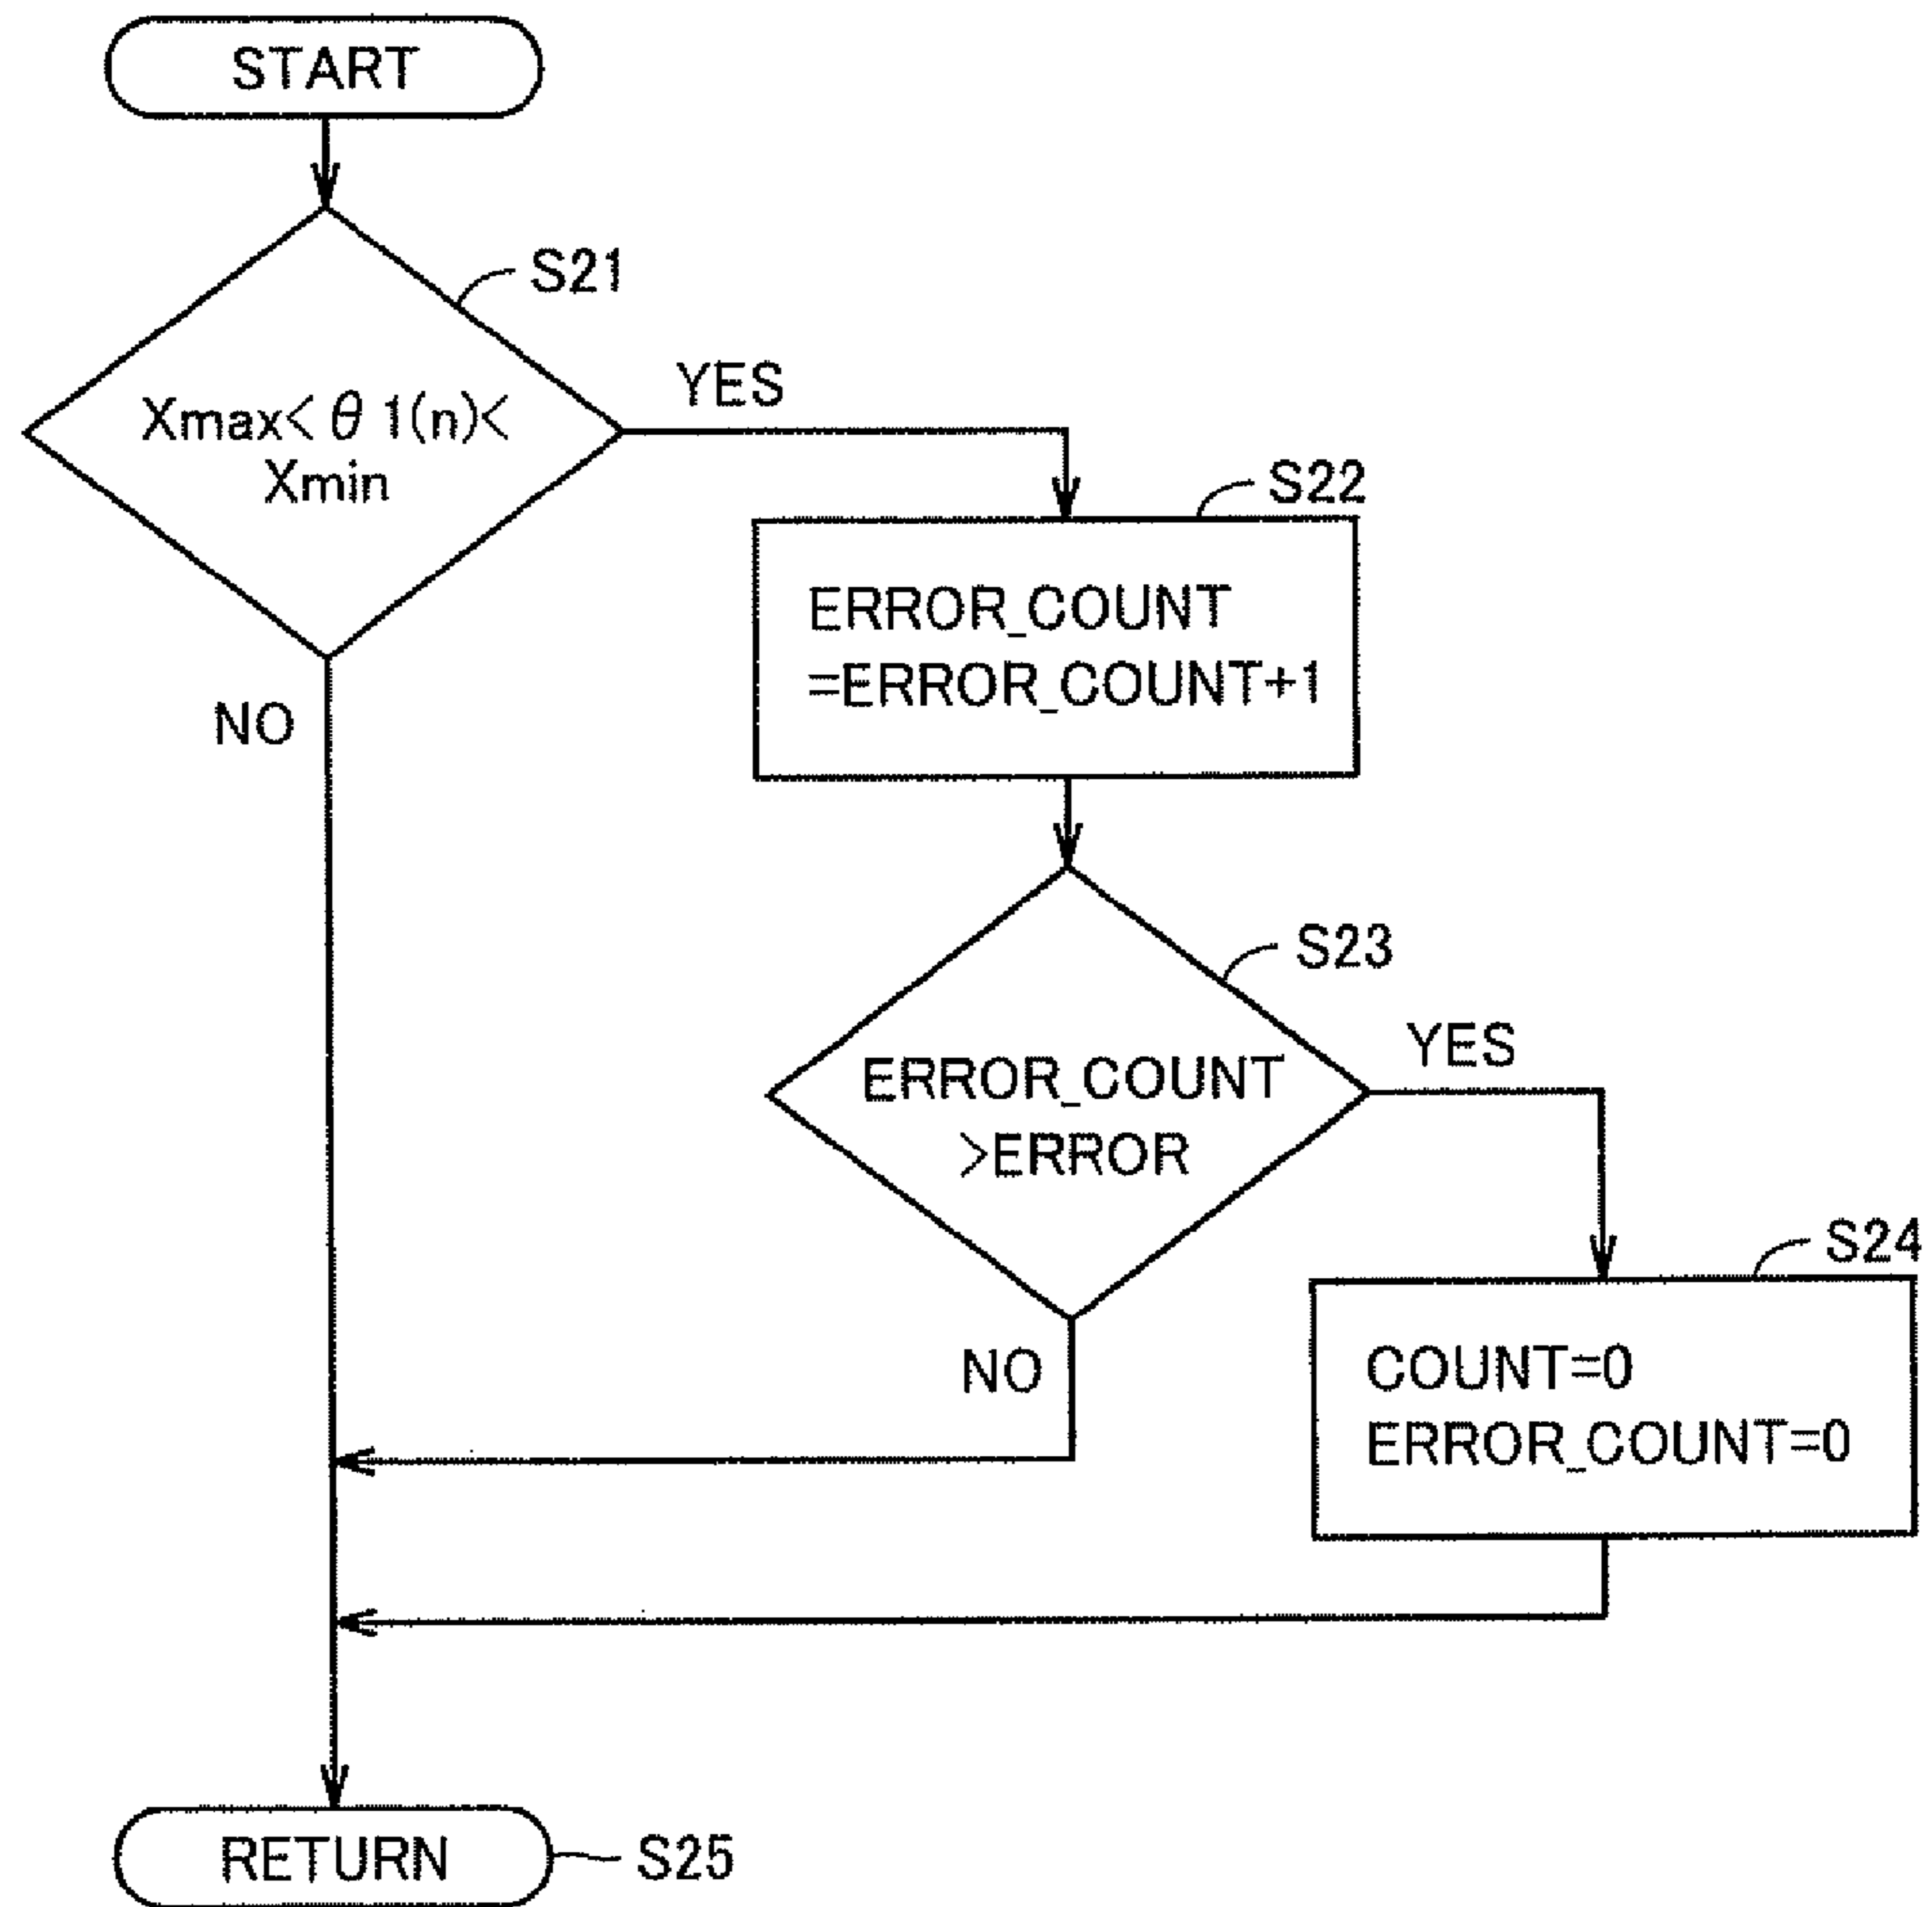 START
S21
Xmax< θ 1(n)<
Xmin
YES
NO
S22
ERROR_COUNT
=ERROR_COUNT+1
S23
ERROR_COUNT
>ERROR
YES
NO
S24
COUNT=0
ERROR_COUNT=0
RETURN
S25